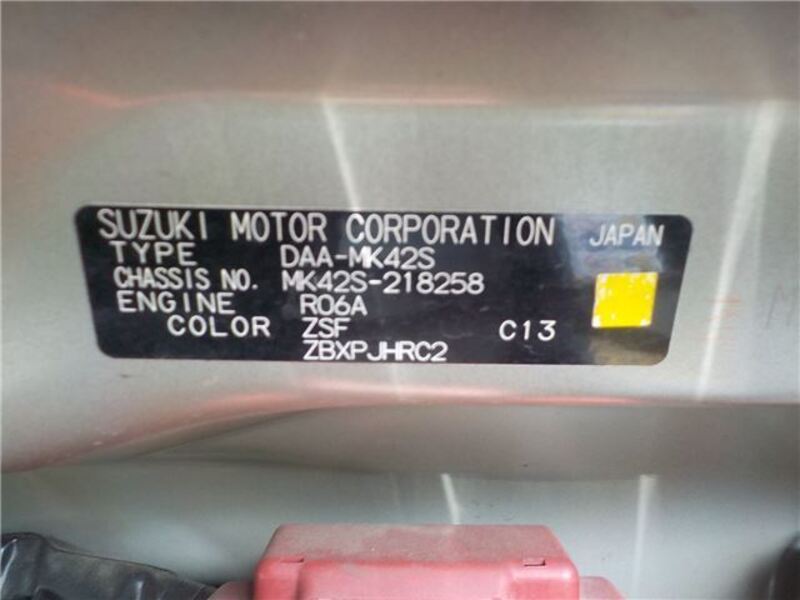 SUZUKI MOTOR CORPORATION JAPAN
TYPE DAA-MK42S
CHASSIS NO. MK42S-218258
ENGINE R06A
COLOR ZSF C13
ZBXPJHRC2